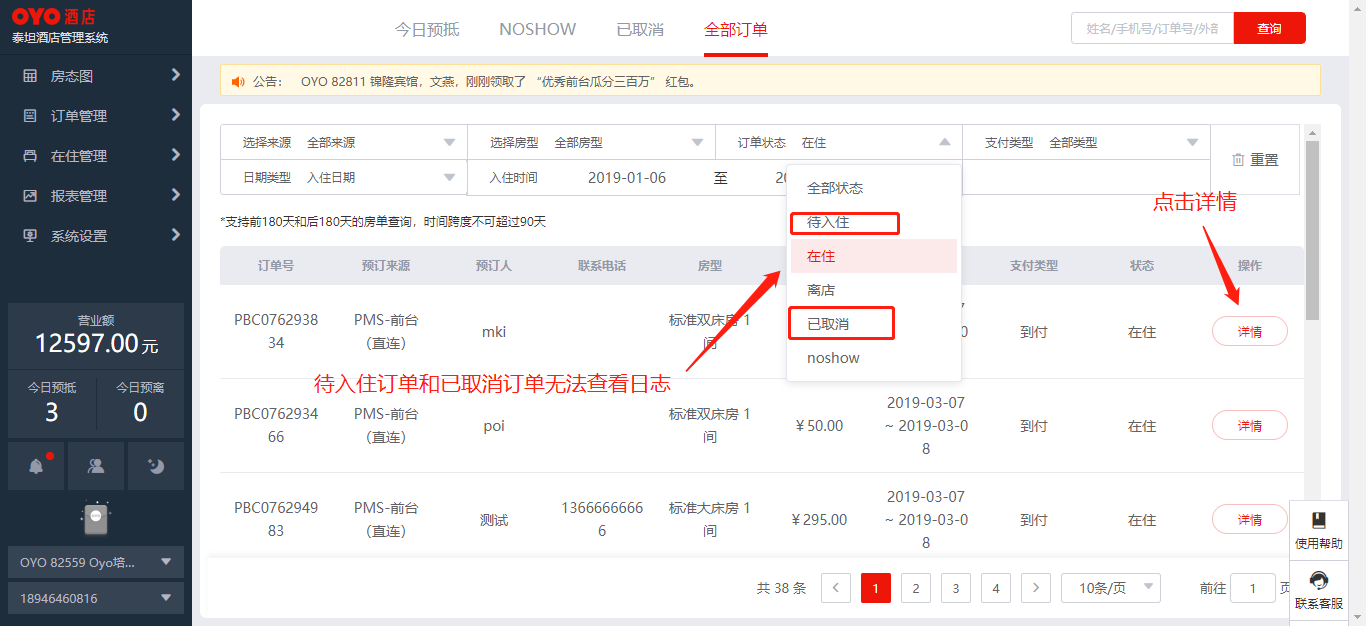 OYO 酒店
泰坦酒店管理系统
房态图
订单管理
在住管理
报表管理
系统设置
营业额
12597.00 元
今日预抵
3
今日预离
0
OYO 82559 Oyo培...
18946460816
今日预抵
NOSHOW
已取消
全部订单
姓名/手机号/订单号/外部
查询
公告: OYO 82811 锦隆宾馆，文燕，刚刚领取了 “优秀前台瓜分三百万” 红包。
选择来源 全部来源
选择房型 全部房型
订单状态 在住
支付类型 全部类型
重置
日期类型 入住日期
入住时间 2019-01-06 至 20
全部状态
待入住
在住
离店
已取消
noshow
*支持前180天和后180天的房单查询，时间跨度不可超过90天
点击详情
待入住订单和已取消订单无法查看日志
订单号 预订来源 预订人 联系电话 房型 支付类型 状态 操作
PBC0762938
34
PMS-前台
(直连)
mki
标准双床房 1
间
7
0
到付
在住
详情
PBC0762934
66
PMS-前台
(直连)
poi
标准双床房 1
间
¥50.00
2019-03-07
~ 2019-03-0
8
到付
在住
详情
PBC0762949
83
PMS-前台
(直连)
测试
1366666666
6
标准大床房 1
间
¥295.00
2019-03-07
~ 2019-03-0
8
到付
在住
详情
共 38 条
1
2
3
4
10条/页
前往 1 页
使用帮助
联系客服